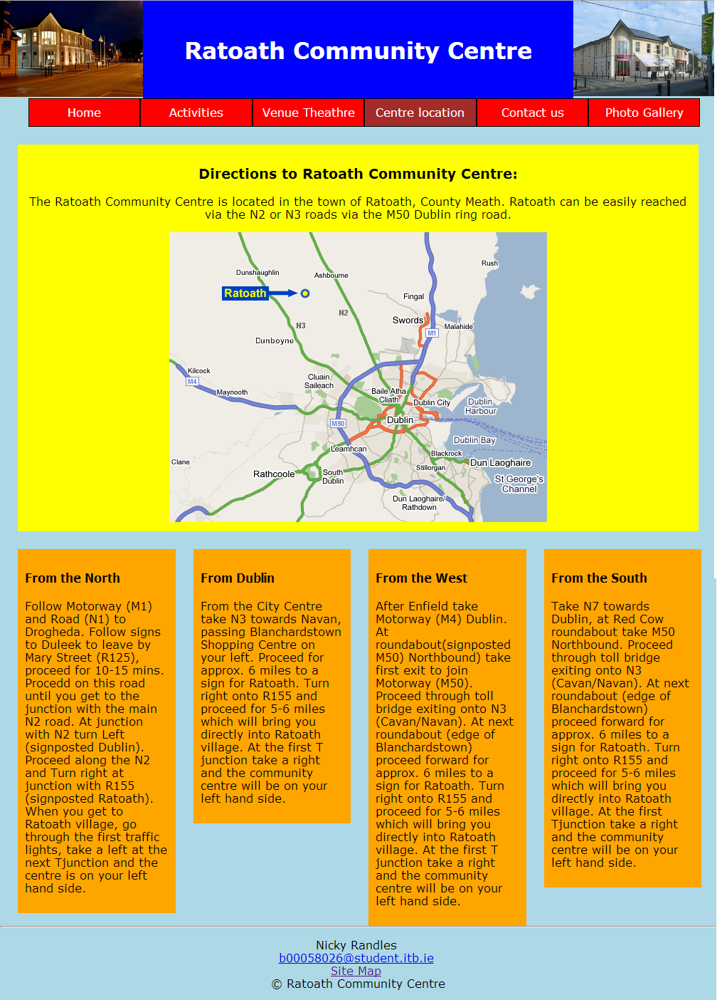 Ratoath Community Centre
Home
Activities
Venue Theathre
Centre location
Contact us
Photo Gallery
Directions to Ratoath Community Centre:
The Ratoath Community Centre is located in the town of Ratoath, County Meath. Ratoath can be easily reached
via the N2 or N3 roads via the M50 Dublin ring road.
Rush
Dunshaughlin
Ashbourne
Ratoath
Fingal
N2
Swords
N3
Malahide
M1
Dunboyne
Kilcock
M4
Cluain
Saileach
Maynooth
Baile Atha
Cliath
Dublin City
Dublin
Harbour
Dublin
M50
Dublin Bay
Leamhcan
Blackrock
Clane
Dun Laoghaire
Stillorgan
Rathcoole
South
Dublin
St George's
Channel
Dun Laoghaire/
Rathdown
From the North
Follow Motorway (M1)
and Road (N1) to
Drogheda. Follow signs
to Duleek to leave by
Mary Street (R125),
proceed for 10-15 mins.
Procedd on this road
until you get to the
junction with the main
N2 road. At junction
with N2 turn Left
(signposted Dublin).
Proceed along the N2
and Turn right at
junction with R155
(signposted Ratoath).
When you get to
Ratoath village, go
through the first traffic
lights, take a left at the
next Tjunction and the
centre is on your left
hand side.
From Dublin
From the City Centre
take N3 towards Navan,
passing Blanchardstown
Shopping Centre on
your left. Proceed for
approx. 6 miles to a
sign for Ratoath. Turn
right onto R155 and
proceed for 5-6 miles
which will bring you
directly into Ratoath
village. At the first T
junction take a right
and the community
centre will be on your
left hand side.
From the West
After Enfield take
Motorway (M4) Dublin.
At
roundabout(signposted
M50) Northbound) take
first exit to join
Motorway (M50).
Proceed through toll
bridge exiting onto N3
(Cavan/Navan). At next
roundabout (edge of
Blanchardstown)
proceed forward for
approx. 6 miles to a
sign for Ratoath. Turn
right onto R155 and
proceed for 5-6 miles
which will bring you
directly into Ratoath
village. At the first T
junction take a right
and the community
centre will be on your
left hand side.
From the South
Take N7 towards
Dublin, at Red Cow
roundabout take M50
Northbound. Proceed
through toll bridge
exiting onto N3
(Cavan/Navan). At next
roundabout (edge of
Blanchardstown)
proceed forward for
approx. 6 miles to a
sign for Ratoath. Turn
right onto R155 and
proceed for 5-6 miles
which will bring you
directly into Ratoath
village. At the first
Tjunction take a right
and the community
centre will be on your
left hand side.
Nicky Randles
b00058026@student.itb.ie
Site Map
© Ratoath Community Centre